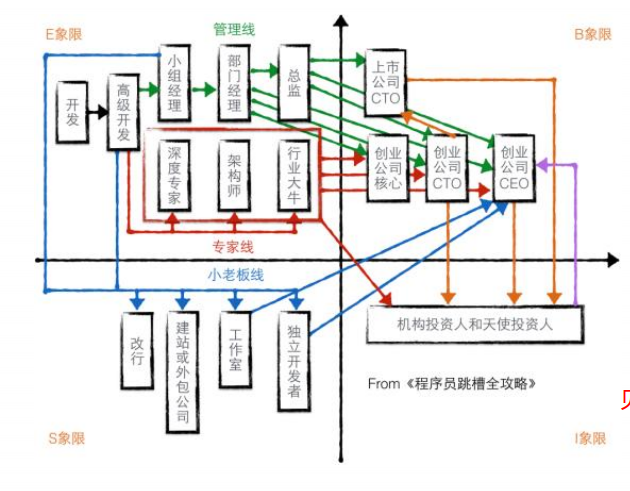 E象限
管理线
B象限
开发
高级开发
小组经理
部门经理
总监
上市公司CTO
深度专家
架构师
行业大牛
创业公司核心
创业公司CTO
创业公司CEO
专家线
小老板线
改行
建站或外包公司
工作室
独立开发者
机构投资人和天使投资人
From《程序员跳槽全攻略》
S象限
I象限